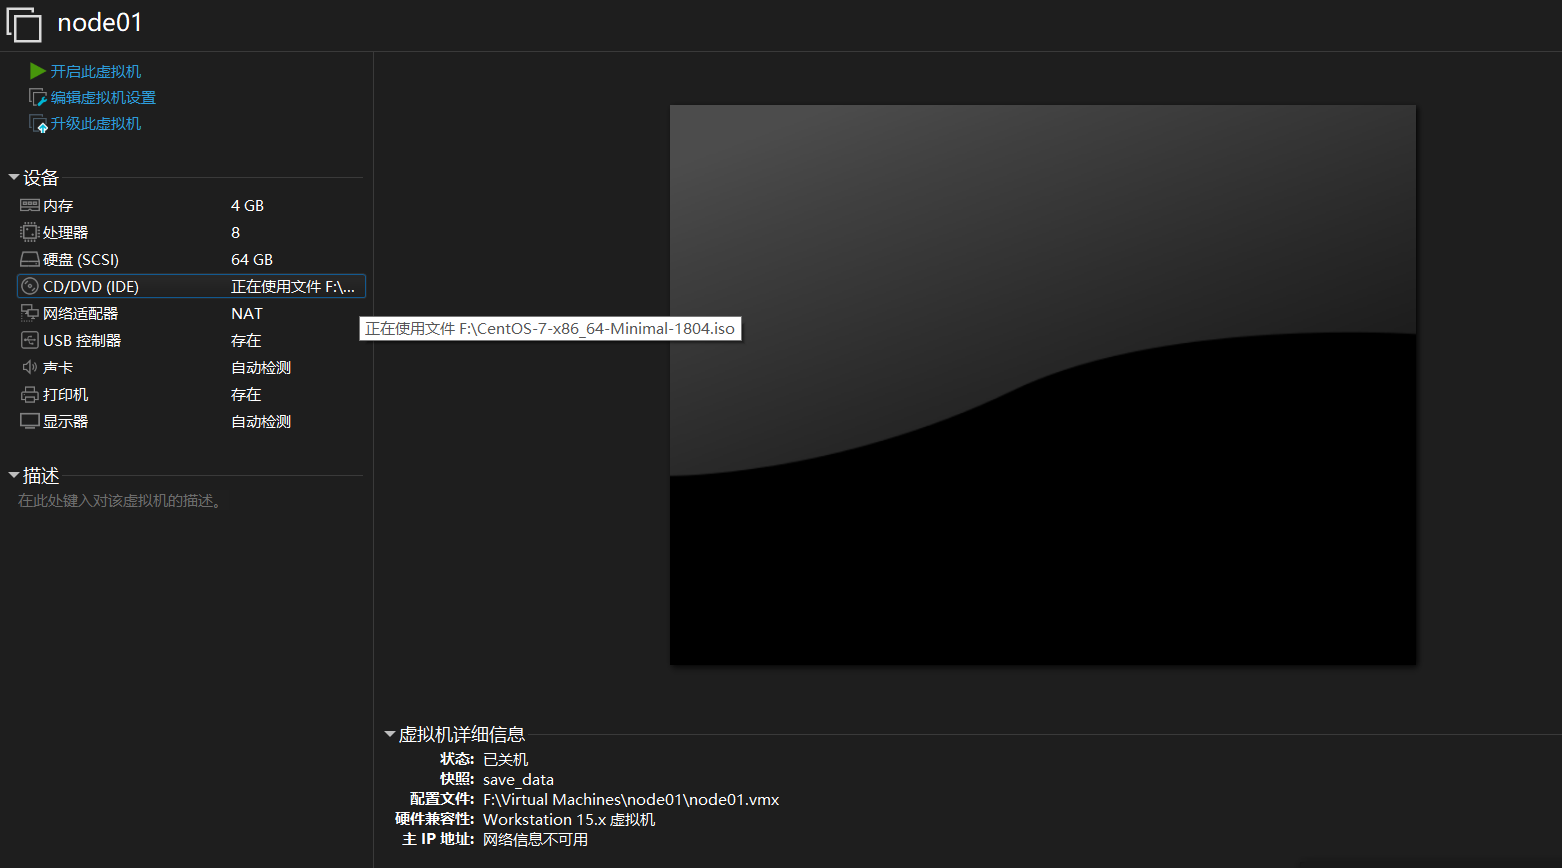 node01
开启此虚拟机
编辑虚拟机设置
升级此虚拟机
设备
内存 4 GB
处理器 8
硬盘 (SCSI) 64 GB
CD/DVD (IDE) 正在使用文件 F:\...
网络适配器 NAT
正在使用文件 F:\CentOS-7-x86_64-Minimal-1804.iso
USB 控制器 存在
声卡 自动检测
打印机 存在
显示器 自动检测
描述
在此处键入对该虚拟机的描述。
虚拟机详细信息
状态: 已关机
快照: save_data
配置文件: F:\Virtual Machines\node01\node01.vmx
硬件兼容性: Workstation 15.x 虚拟机
主 IP 地址: 网络信息不可用